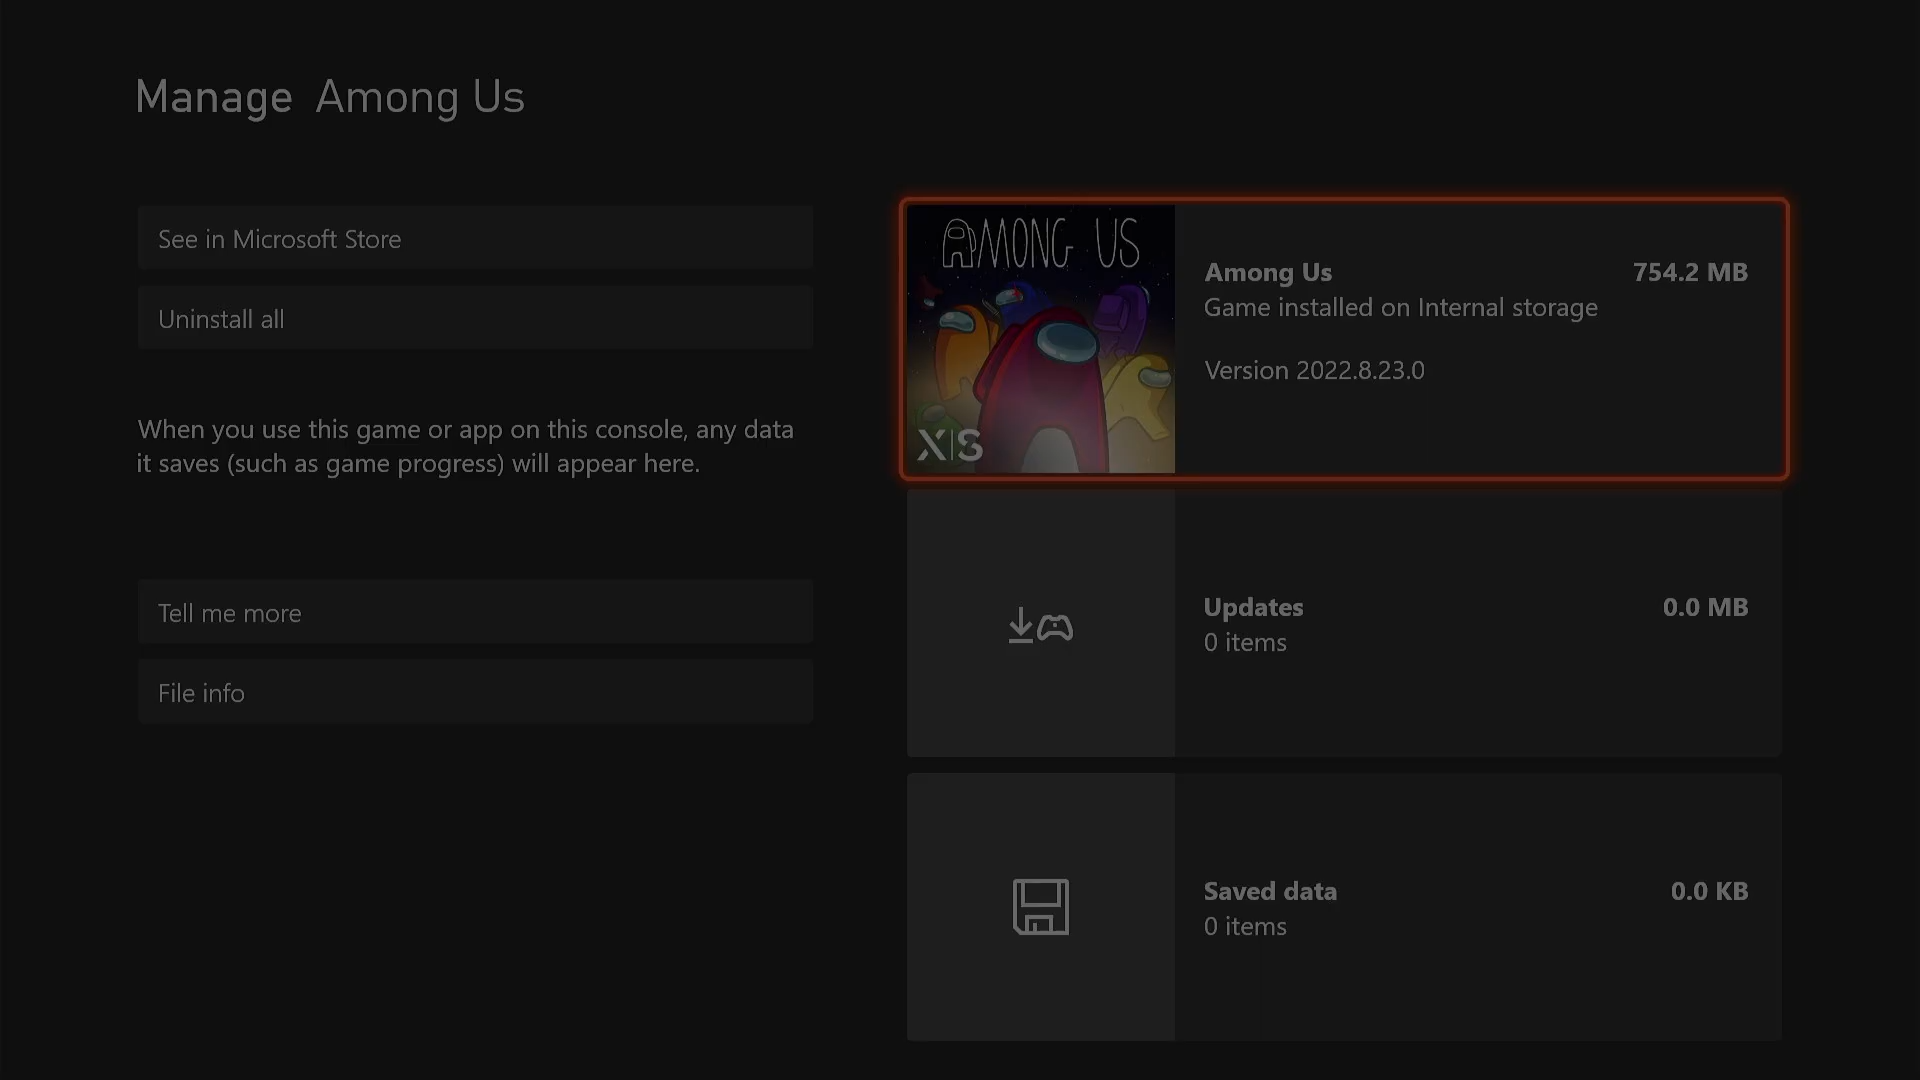 Manage Among Us
See in Microsoft Store
Uninstall all
When you use this game or app on this console, any data
it saves (such as game progress) will appear here.
Tell me more
File info
AMONG US
X|S
Among Us
754.2 MB
Game installed on Internal storage
Version 2022.8.23.0
Updates
0.0 MB
0 items
Saved data
0.0 KB
0 items